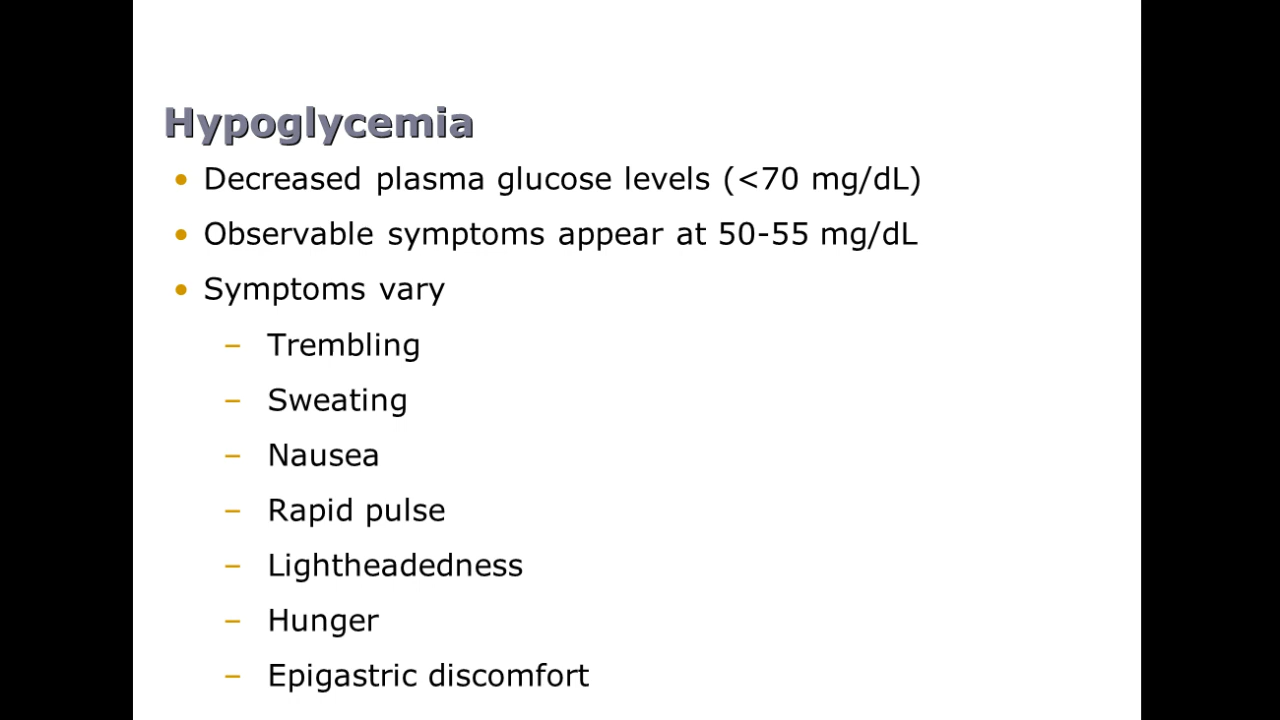 Hypoglycemia
• Decreased plasma glucose levels (<70 mg/dL)
• Observable symptoms appear at 50-55 mg/dL
• Symptoms vary
– Trembling
– Sweating
– Nausea
– Rapid pulse
– Lightheadedness
– Hunger
– Epigastric discomfort